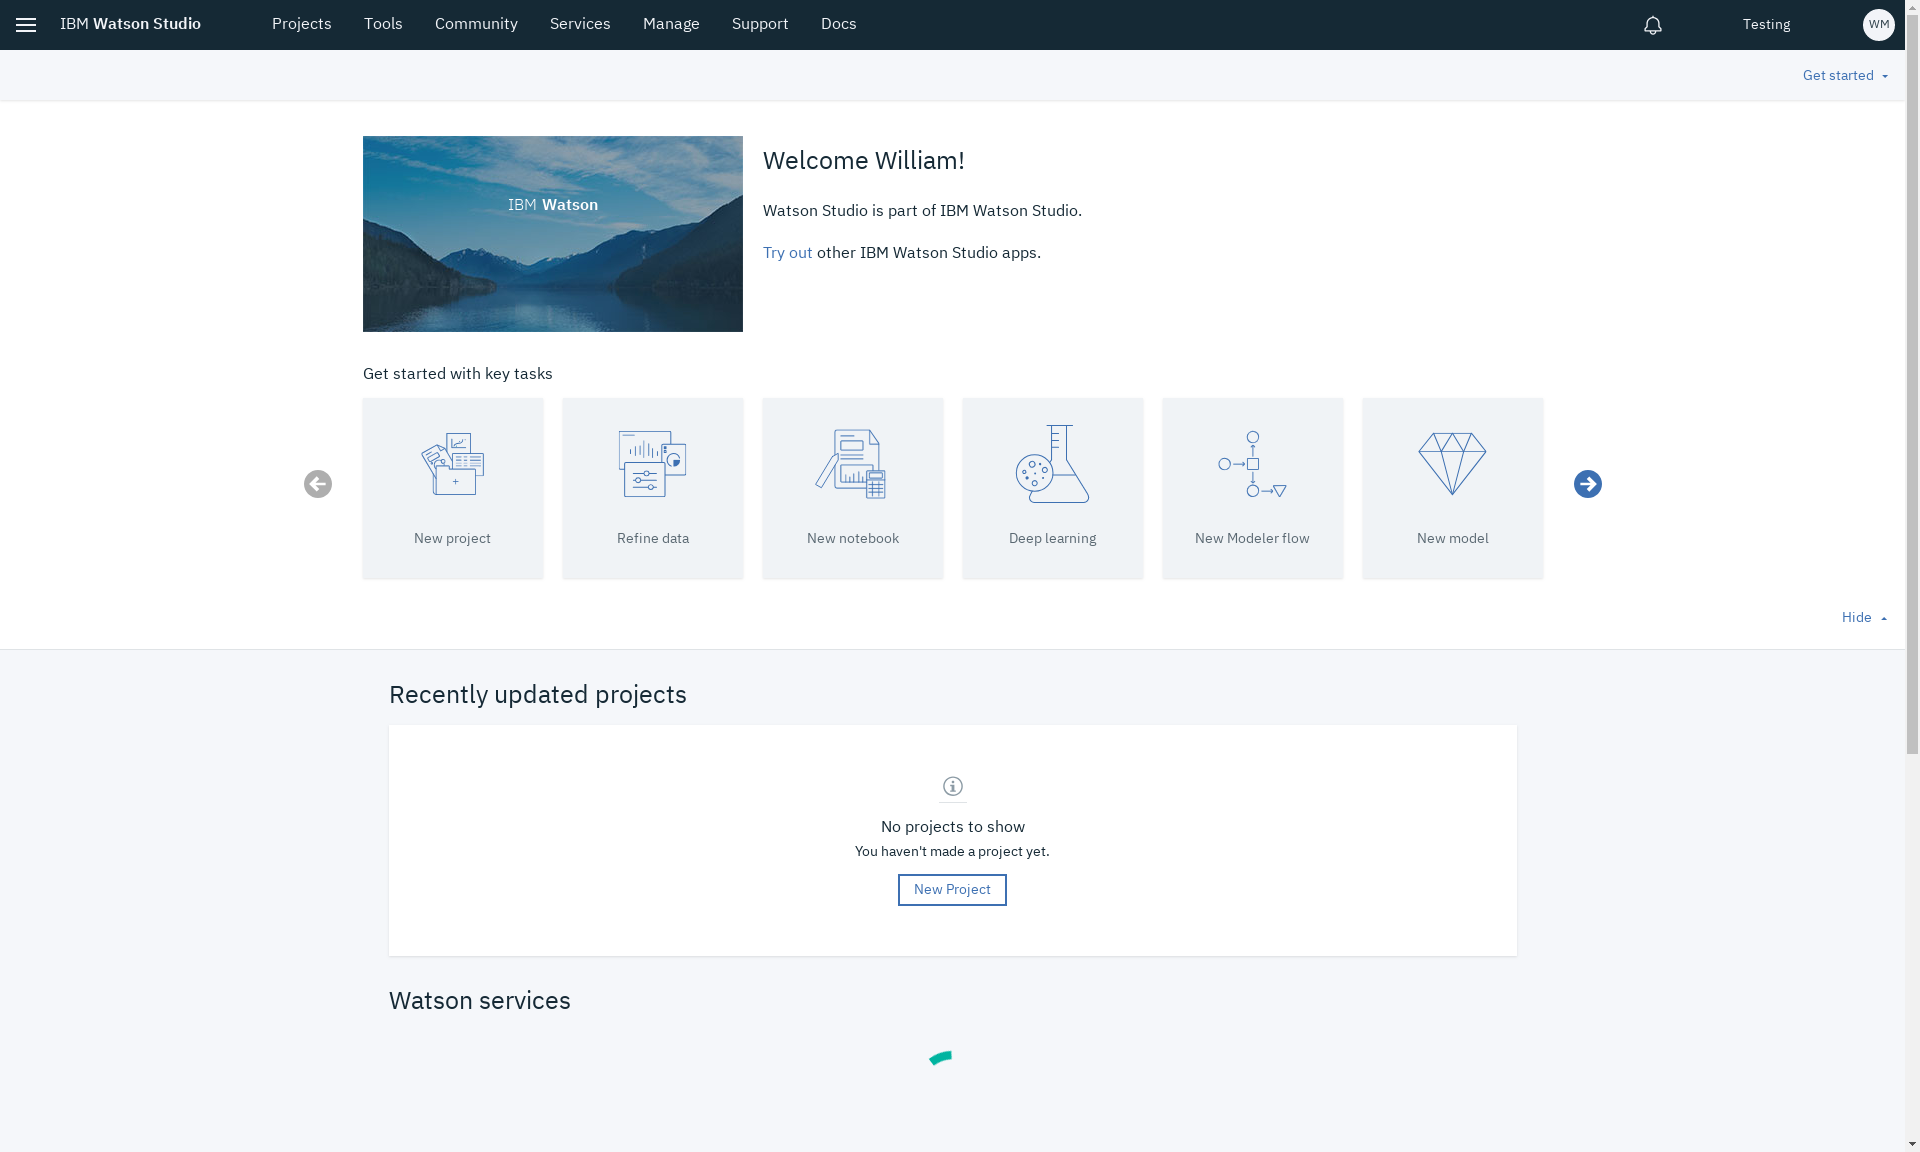 IBM Watson Studio
Projects
Tools
Community
Services
Manage
Support
Docs
Testing
WM
Get started
IBM Watson
Welcome William!
Watson Studio is part of IBM Watson Studio.
Try out other IBM Watson Studio apps.
Get started with key tasks
New project
Refine data
New notebook
Deep learning
New Modeler flow
New model
Hide
Recently updated projects
No projects to show
You haven't made a project yet.
New Project
Watson services